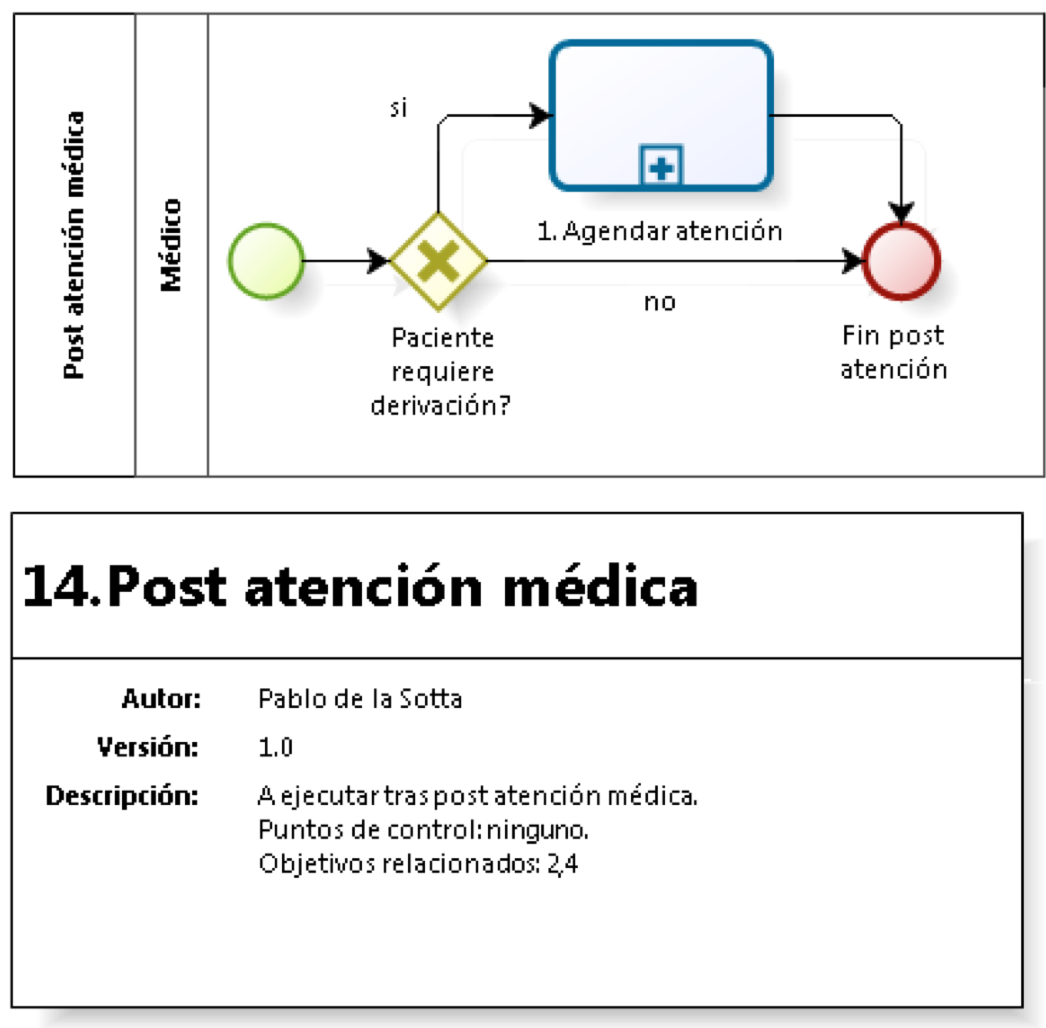 Post atención médica
Médico
si
1. Agendar atención
no
Paciente
requiere
derivación?
Fin post
atención
14.Post atención médica
Autor: Pablo de la Sotta
Versión: 1.0
Descripción: A ejecutar tras post atención médica.
Puntos de control: ninguno.
Objetivos relacionados: 2,4